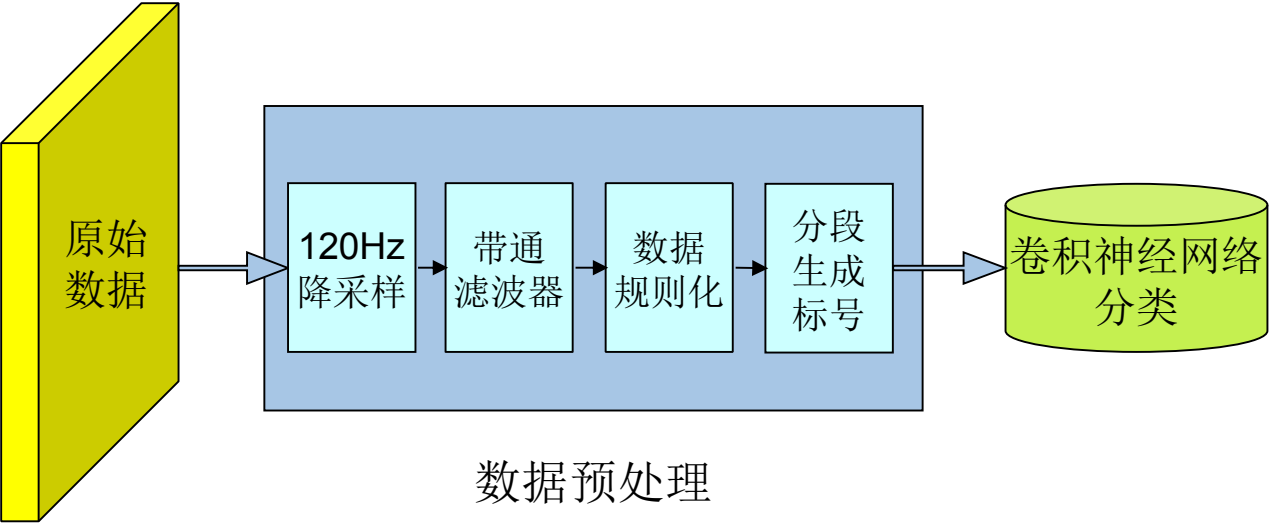 原始
数据
120Hz
降采样
带通
滤波器
数据
规则化
分段
生成
标号
卷积神经网络
分类
数据预处理